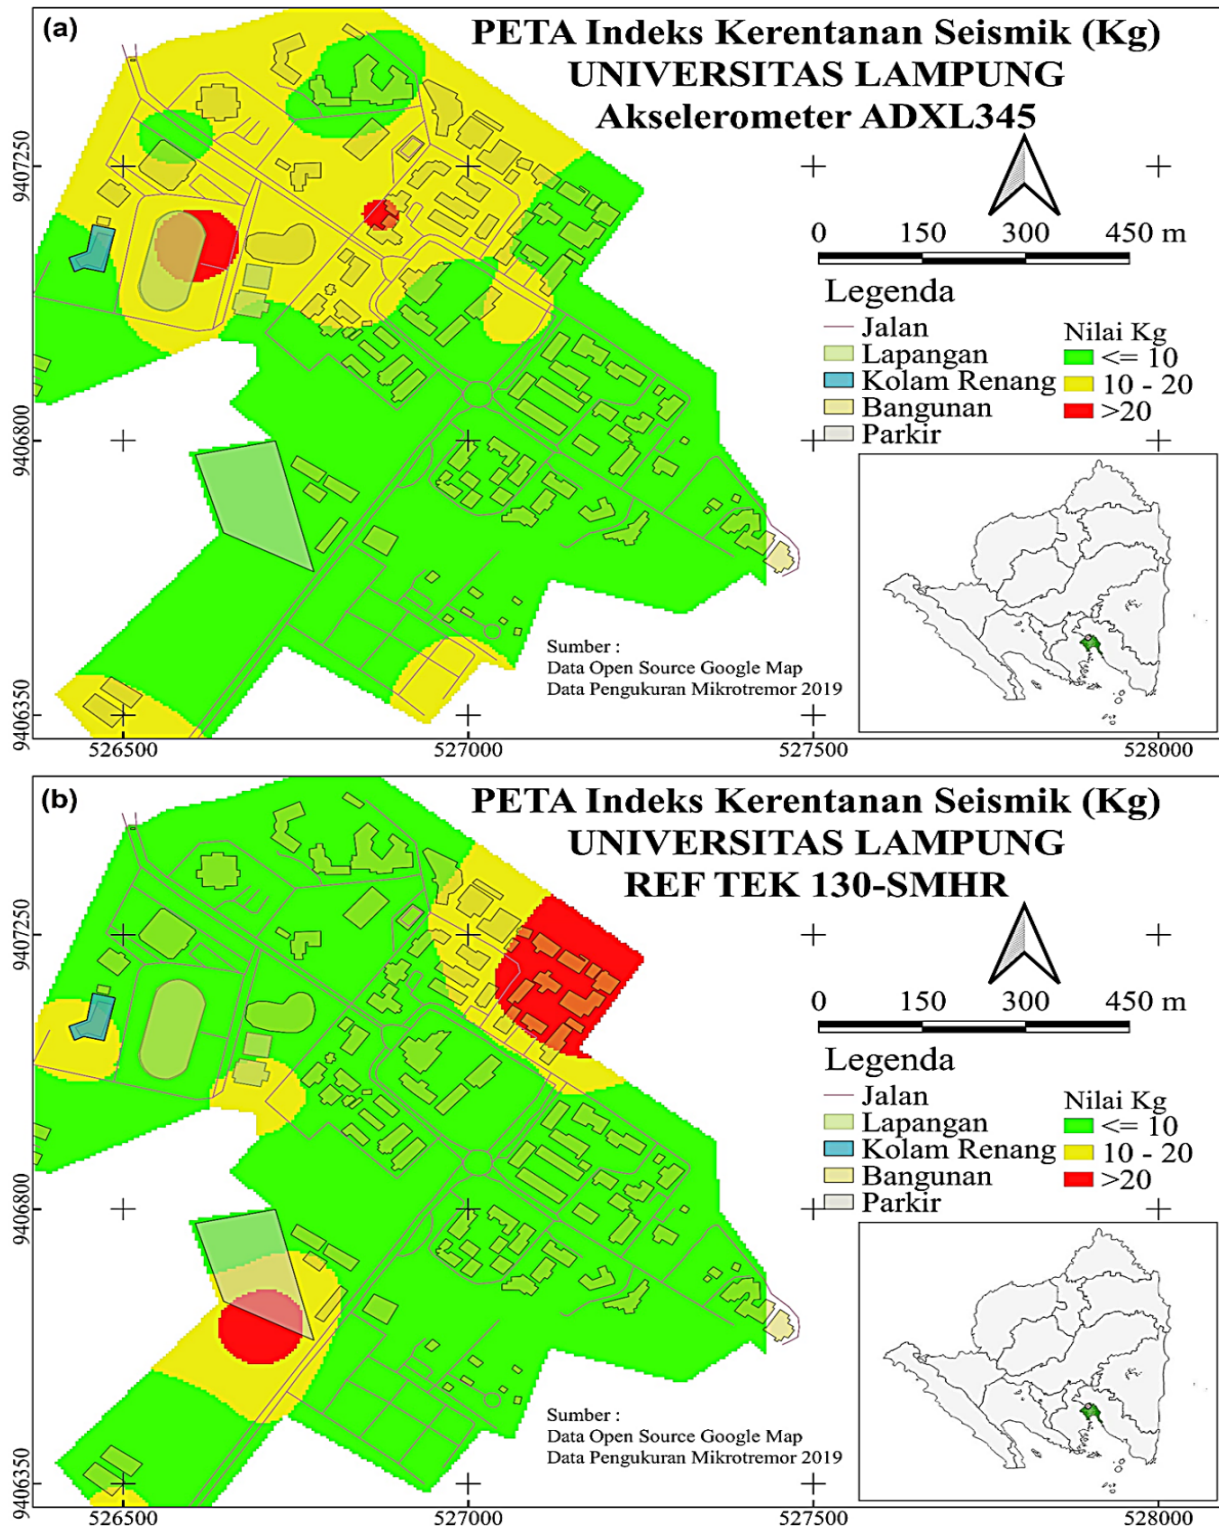 (a)
PETA Indeks Kerentanan Seismik (Kg)
UNIVERSITAS LAMPUNG
Akselerometer ADXL345
9407250
9406800
9406350
0 150 300 450 m
Legenda
Jalan
Lapangan
Kolam Renang
Bangunan
Parkir
Nilai Kg
<= 10
10 - 20
>20
Sumber :
Data Open Source Google Map
Data Pengukuran Mikrotremor 2019
526500 527000 527500 528000
(b)
PETA Indeks Kerentanan Seismik (Kg)
UNIVERSITAS LAMPUNG
REF TEK 130-SMHR
9407250
9406800
9406350
0 150 300 450 m
Legenda
Jalan
Lapangan
Kolam Renang
Bangunan
Parkir
Nilai Kg
<= 10
10 - 20
>20
Sumber :
Data Open Source Google Map
Data Pengukuran Mikrotremor 2019
526500 527000 527500 528000